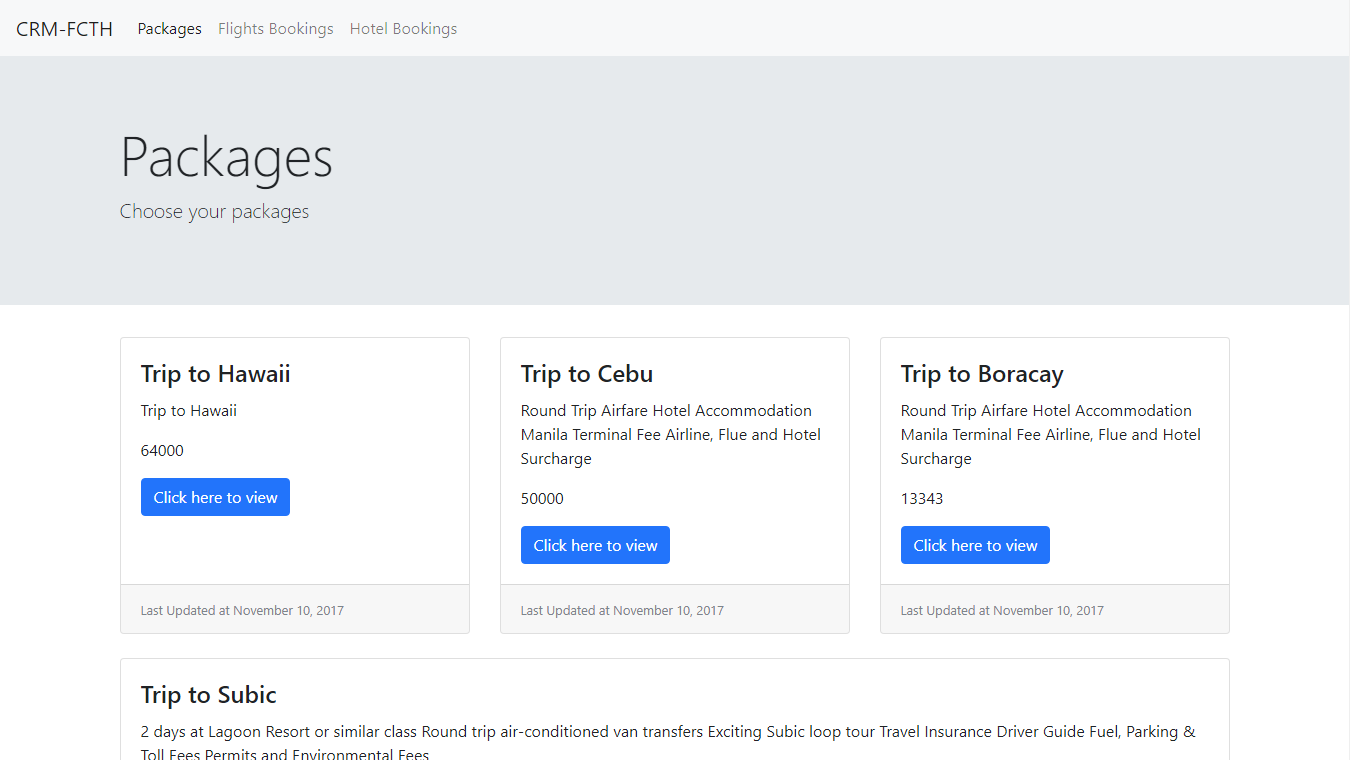 CRM-FCTH Packages Flights Bookings Hotel Bookings
Packages
Choose your packages
Trip to Hawaii
Trip to Hawaii
64000
Click here to view
Last Updated at November 10, 2017
Trip to Cebu
Round Trip Airfare Hotel Accommodation
Manila Terminal Fee Airline, Flue and Hotel
Surcharge
50000
Click here to view
Last Updated at November 10, 2017
Trip to Boracay
Round Trip Airfare Hotel Accommodation
Manila Terminal Fee Airline, Flue and Hotel
Surcharge
13343
Click here to view
Last Updated at November 10, 2017
Trip to Subic
2 days at Lagoon Resort or similar class Round trip air-conditioned van transfers Exciting Subic loop tour Travel Insurance Driver Guide Fuel, Parking &
Toll Fees Permits and Environmental Fees